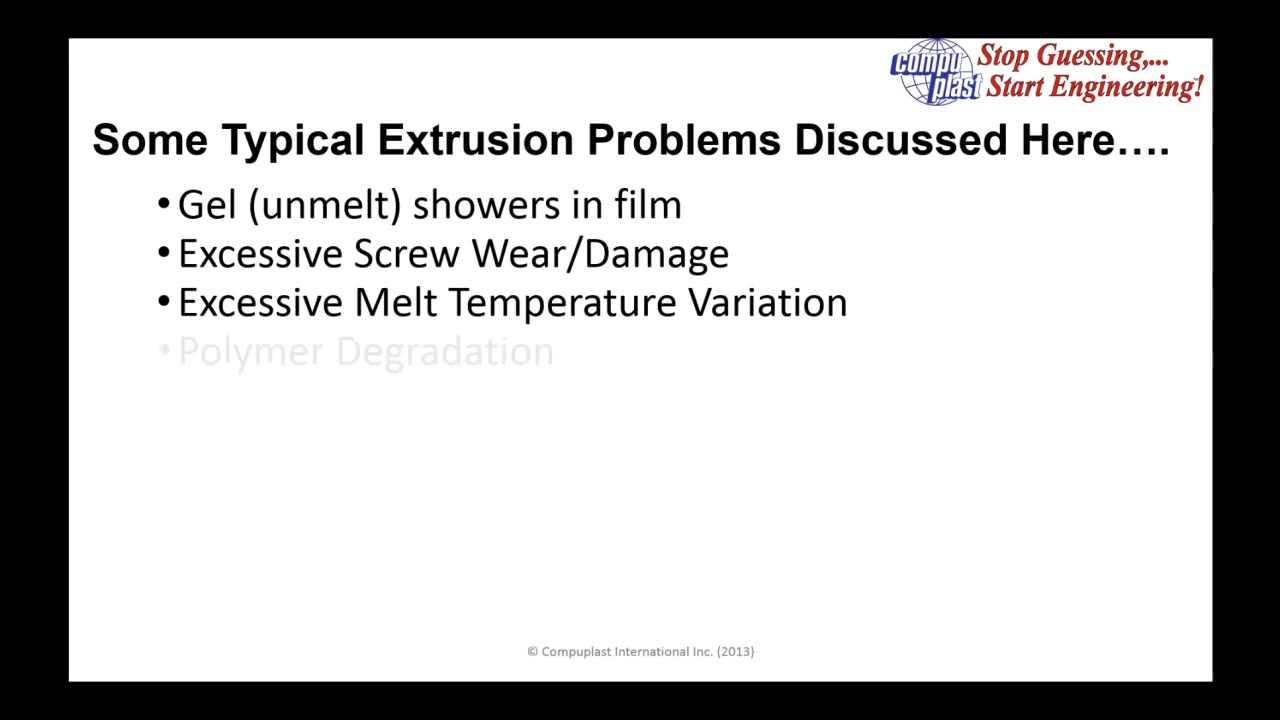 compu plast
Stop Guessing,...
Start Engineering!
Some Typical Extrusion Problems Discussed Here….
• Gel (unmelt) showers in film
• Excessive Screw Wear/Damage
• Excessive Melt Temperature Variation
• Polymer Degradation
© Compuplast International Inc. (2013)